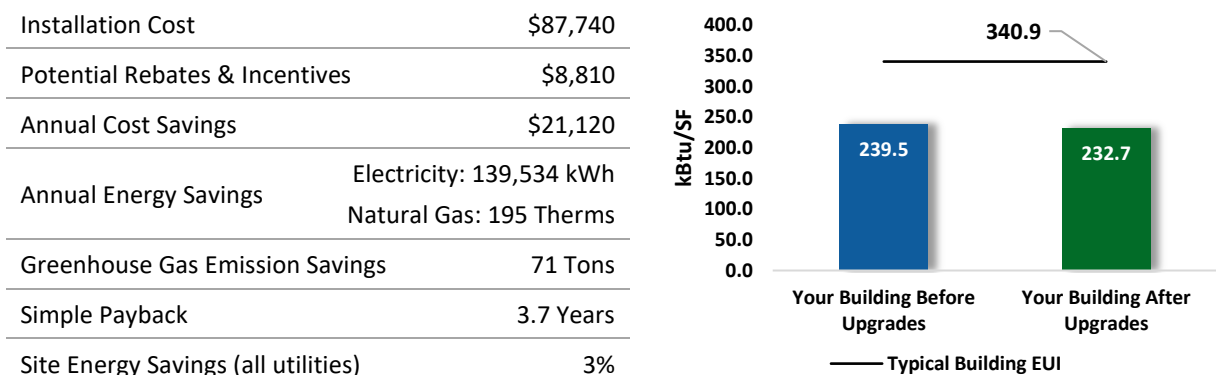 Installation Cost $87,740
Potential Rebates & Incentives $8,810
Annual Cost Savings $21,120
Annual Energy Savings
Electricity: 139,534 kWh
Natural Gas: 195 Therms
Greenhouse Gas Emission Savings 71 Tons
Simple Payback 3.7 Years
Site Energy Savings (all utilities) 3%
kBtu/SF
400.0
350.0
300.0
250.0
200.0
150.0
100.0
50.0
0.0
340.9
239.5
232.7
Your Building Before
Upgrades
Your Building After
Upgrades
Typical Building EUI